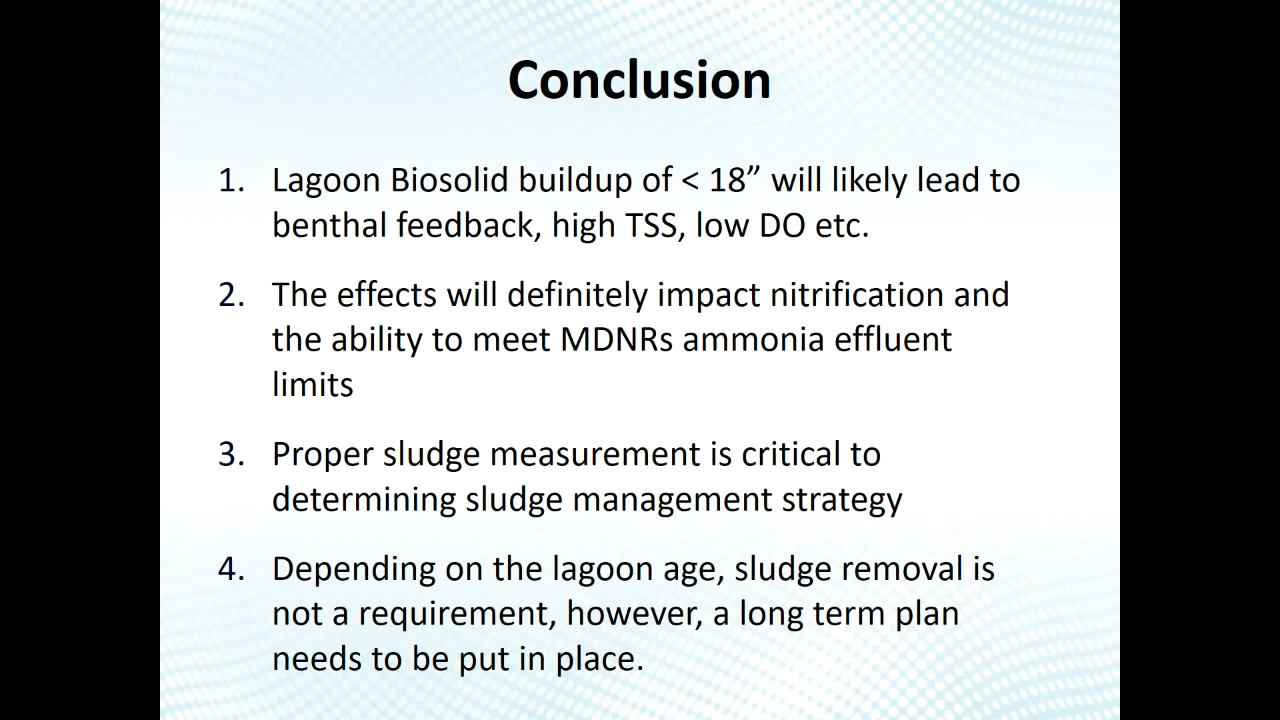 Conclusion
1. Lagoon Biosolid buildup of < 18” will likely lead to
benthal feedback, high TSS, low DO etc.
2. The effects will definitely impact nitrification and
the ability to meet MDNRs ammonia effluent
limits
3. Proper sludge measurement is critical to
determining sludge management strategy
4. Depending on the lagoon age, sludge removal is
not a requirement, however, a long term plan
needs to be put in place.